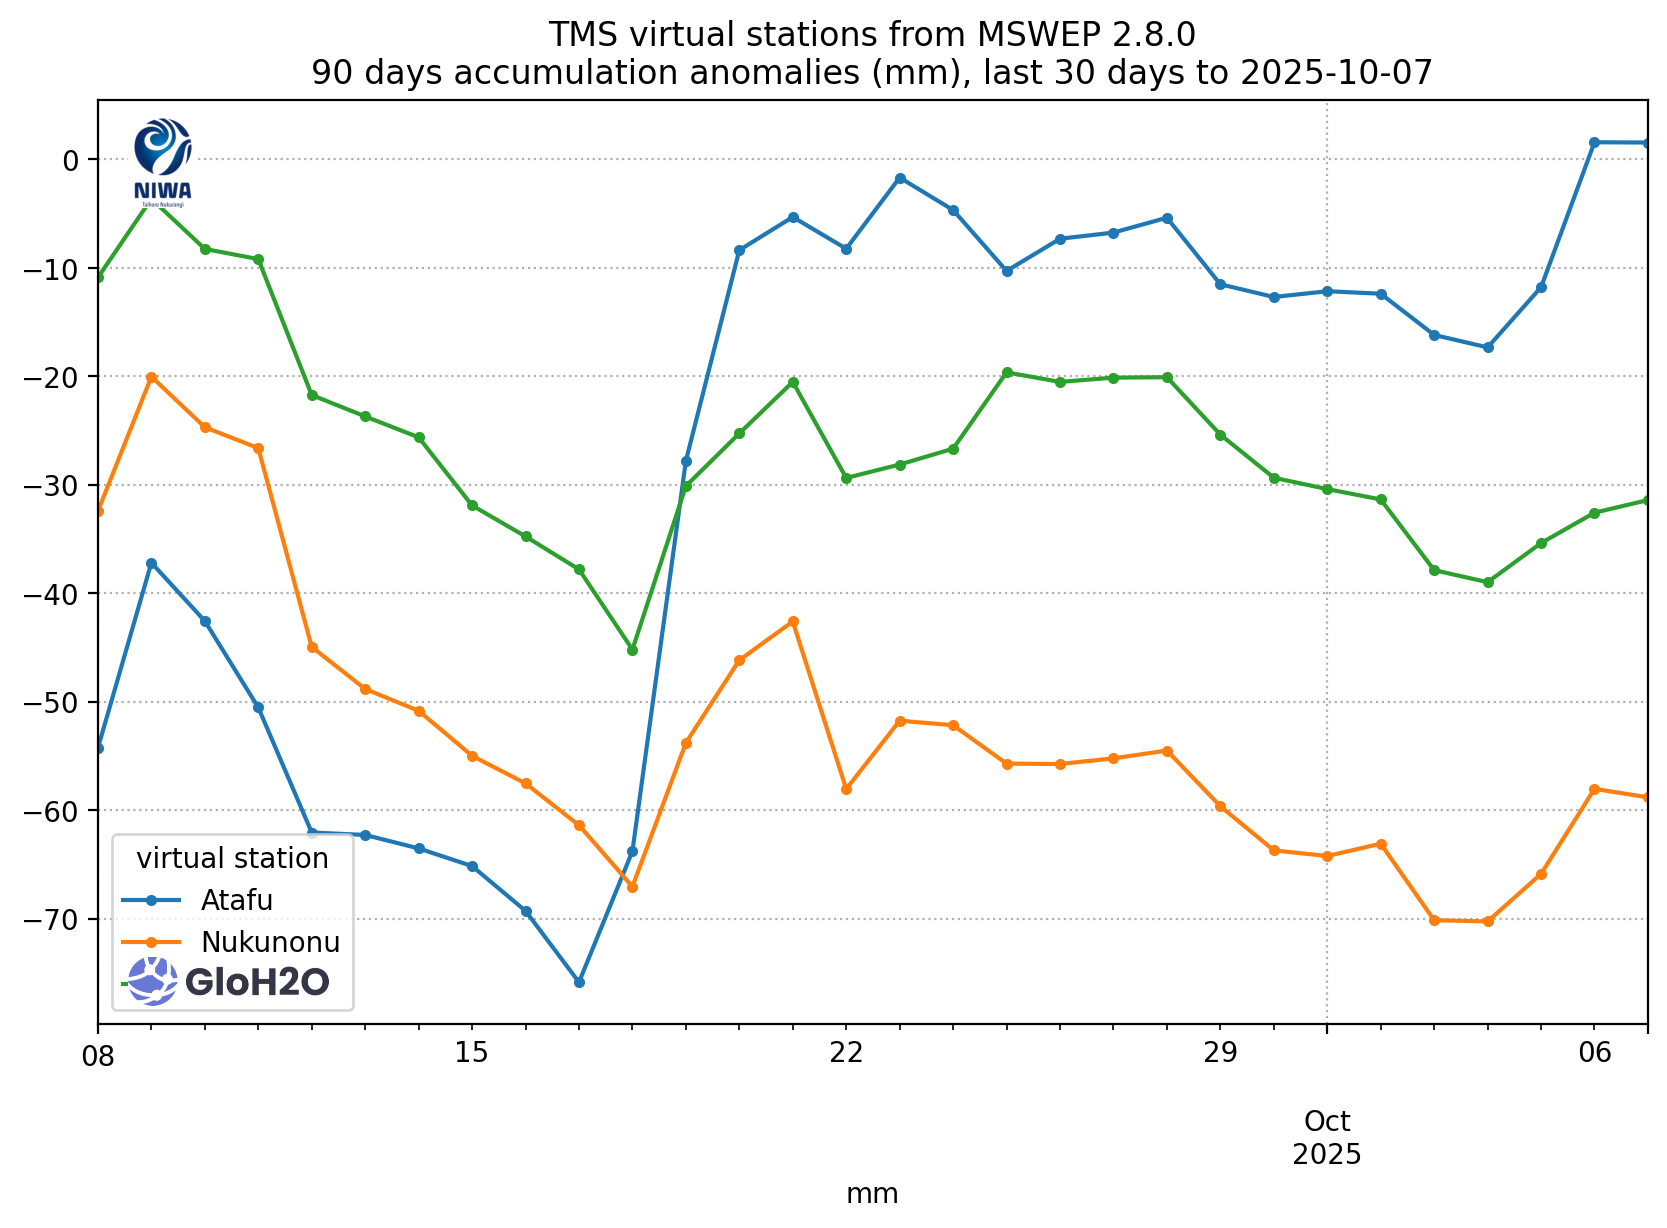 TMS virtual stations from MSWEP 2.8.0
90 days accumulation anomalies (mm), last 30 days to 2025-10-07
NIWA
Taihoro Nukurangi
0
−10
−20
−30
−40
−50
−60
−70
virtual station
Atafu
Nukunonu
GloH2O
08
15
22
29
06
Oct
2025
mm